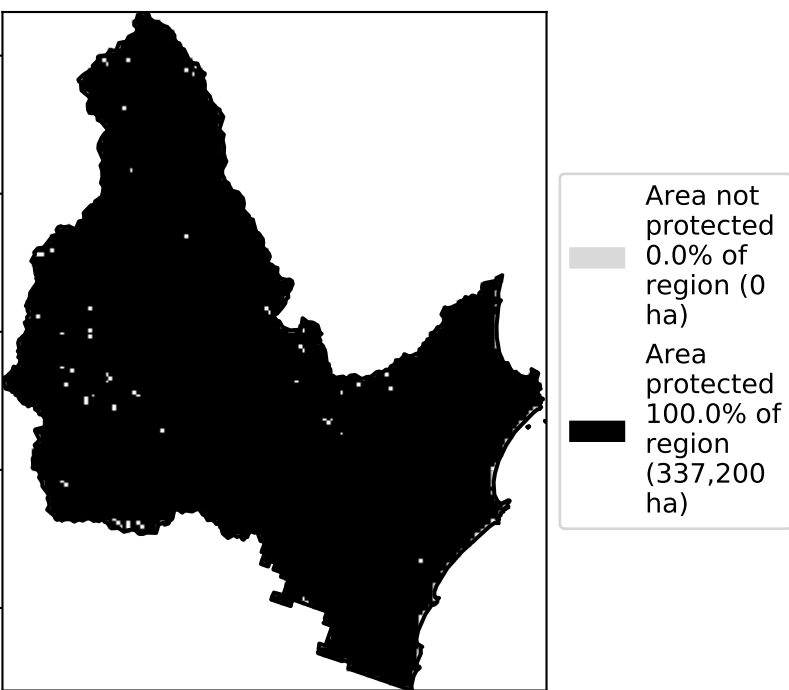 Area not
protected
0.0% of
region (0
ha)
Area
protected
100.0% of
region
(337,200
ha)